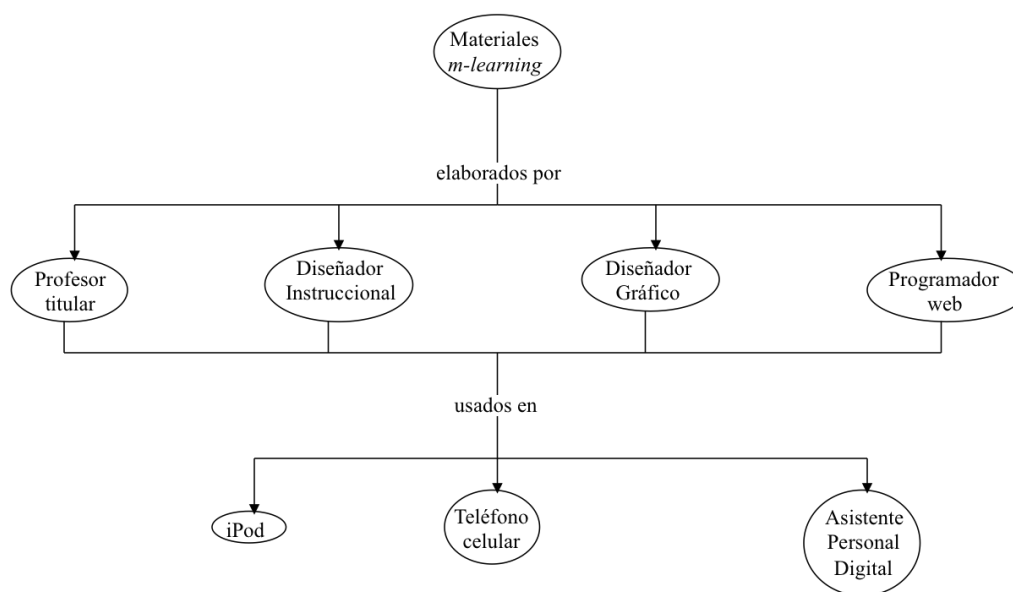 Materiales
m-learning
elaborados por
Profesor
titular
Diseñador
Instruccional
Diseñador
Gráfico
Programador
web
usados en
iPod
Teléfono
celular
Asistente
Personal
Digital